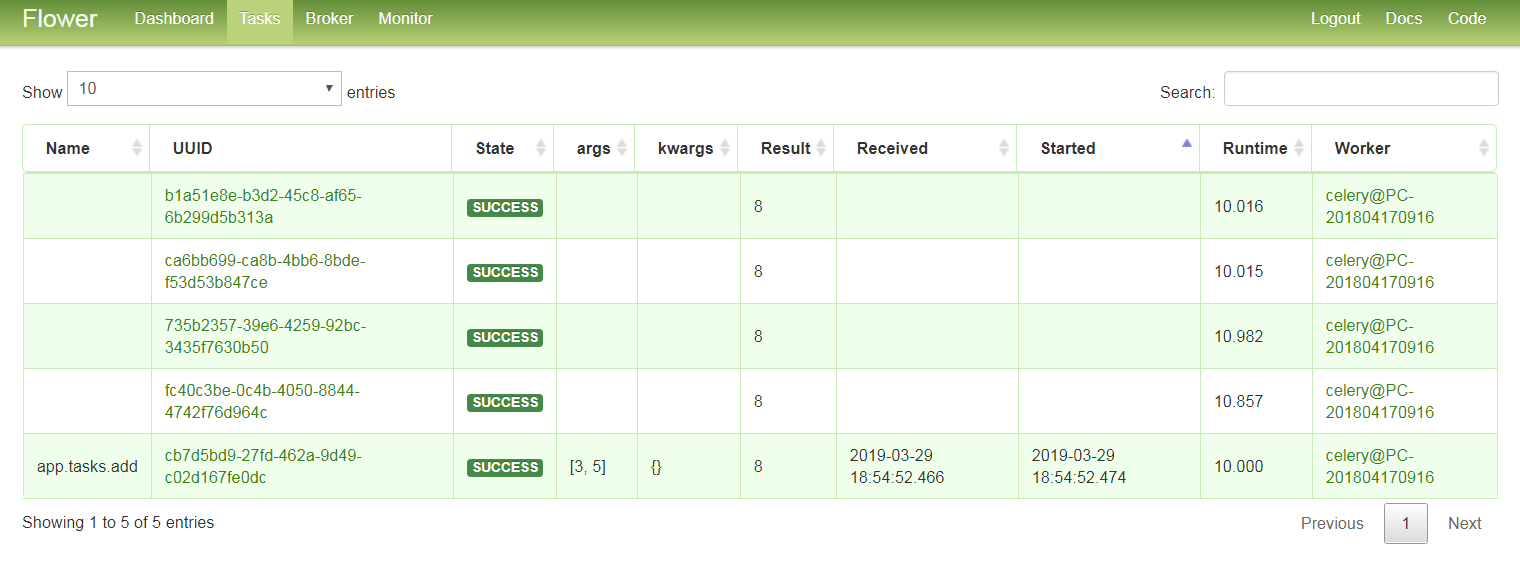 Flower Dashboard Tasks Broker Monitor Logout Docs Code
Show 10 entries Search:
Name UUID State args kwargs Result Received Started Runtime Worker
b1a51e8e-b3d2-45c8-af65- SUCCESS 8 10.016 celery@PC-
6b299d5b313a 201804170916
ca6bb699-ca8b-4bb6-8bde- SUCCESS 8 10.015 celery@PC-
f53d53b847ce 201804170916
735b2357-39e6-4259-92bc- SUCCESS 8 10.982 celery@PC-
3435f7630b50 201804170916
fc40c3be-0c4b-4050-8844- SUCCESS 8 10.857 celery@PC-
4742f76d964c 201804170916
app.tasks.add cb7d5bd9-27fd-462a-9d49- SUCCESS [3, 5] {} 8 2019-03-29 2019-03-29 10.000 celery@PC-
c02d167fe0dc 18:54:52.466 18:54:52.474 201804170916
Showing 1 to 5 of 5 entries Previous 1 Next